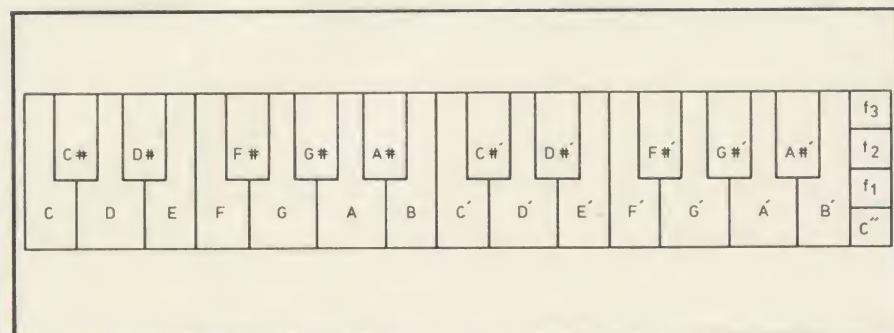 f3
C# D# F# G# A# C#´ D#´ F#´ G#´ A#´ f2
f1
C D E F G A B C´ D´ E´ F´ G´ A´ B´
C´´